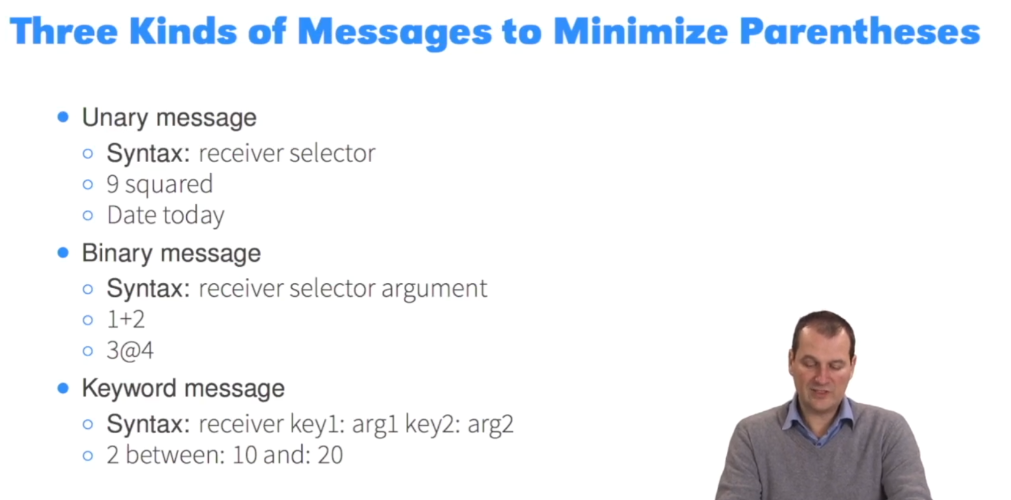 Three Kinds of Messages to Minimize Parentheses
Unary message
Syntax: receiver selector
9 squared
Date today
Binary message
Syntax: receiver selector argument
1+2
3@4
Keyword message
Syntax: receiver key1: arg1 key2: arg2
2 between: 10 and: 20